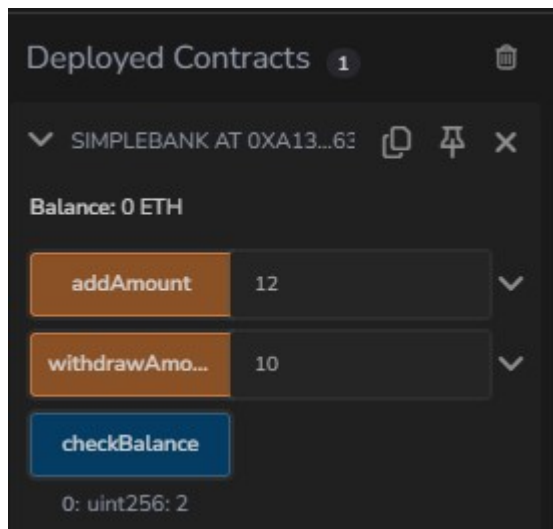 Deployed Contracts 1
SIMPLEBANK AT 0XA13...63
Balance: 0 ETH
addAmount 12
withdrawAmo... 10
checkBalance
0: uint256: 2